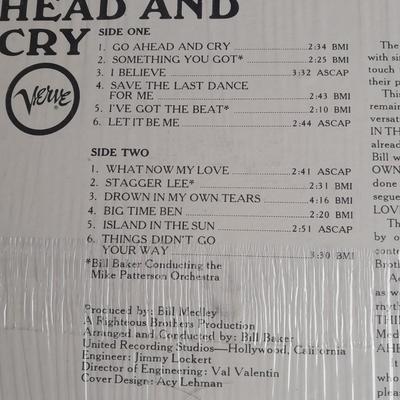 HEAD AND
CRY
Verve
SIDE ONE
1. GO AHEAD AND CRY 2:34 BMI
2. SOMETHING YOU GOT* 2:25 BMI
3. I BELIEVE 3:32 ASCAP
4. SAVE THE LAST DANCE
FOR ME 2:43 BMI
5. I'VE GOT THE BEAT* 2:10 BMI
6. LET IT BE ME 2:44 ASCAP
SIDE TWO
1. WHAT NOW MY LOVE 2:41 ASCAP
2. STAGGER LEE* 2:31 BMI
3. DROWN IN MY OWN TEARS 4:16 BMI
4. BIG TIME BEN 2:20 BMI
5. ISLAND IN THE SUN 2:51 ASCAP
6. THINGS DIDN'T GO
YOUR WAY 3:30 BMI
*Bill Baker Conducting the
Mike Patterson Orchestra
Produced by: Bill Medley
A Righteous Brothers Production
Arranged and Conducted by: Bill Baker
United Recording Studios—Hollywood, California
Engineer: Jimmy Lockert
Director of Engineering: Val Valentin
Cover Design: Acy Lehman
The
with si
touch
their p
This
remain
versat
IN TH
alread
Bill w
OWN
done
segue
LOVE
Th
by o
cont
Broth
Ac
and
that
rhyth
THI
Med
AHE
of
w